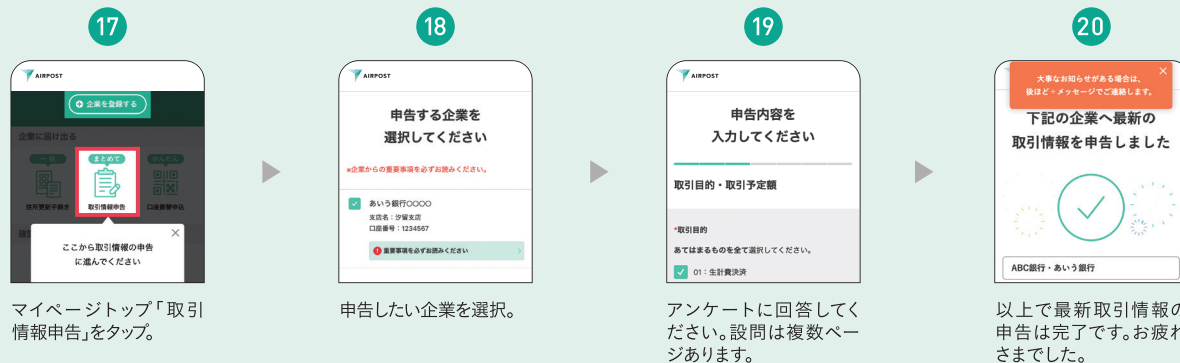 17
AIRPOST
企業を登録する
企業に届け出る
一括
まとめて
かんたん
住所変更手続き
取引情報申告
口座振替申込
ここから取引情報の申告
に進んでください
マイページトップ「取引
情報申告」をタップ。
18
AIRPOST
申告する企業を
選択してください
*企業からの重要事項を必ずお読みください。
あいう銀行〇〇〇〇
支店名：汐留支店
口座番号：1234567
重要事項を必ずお読みください
申告したい企業を選択。
19
AIRPOST
申告内容を
入力してください
取引目的・取引予定額
*取引目的
あてはまるものを全て選択してください。
01：生計費決済
アンケートに回答してく
ださい。設問は複数ペー
ジあります。
20
大事なお知らせがある場合は、
後ほど＋メッセージでご連絡します。
下記の企業へ最新の
取引情報を申告しました
ABC銀行・あいう銀行
以上で最新取引情報の
申告は完了です。お疲れ
さまでした。